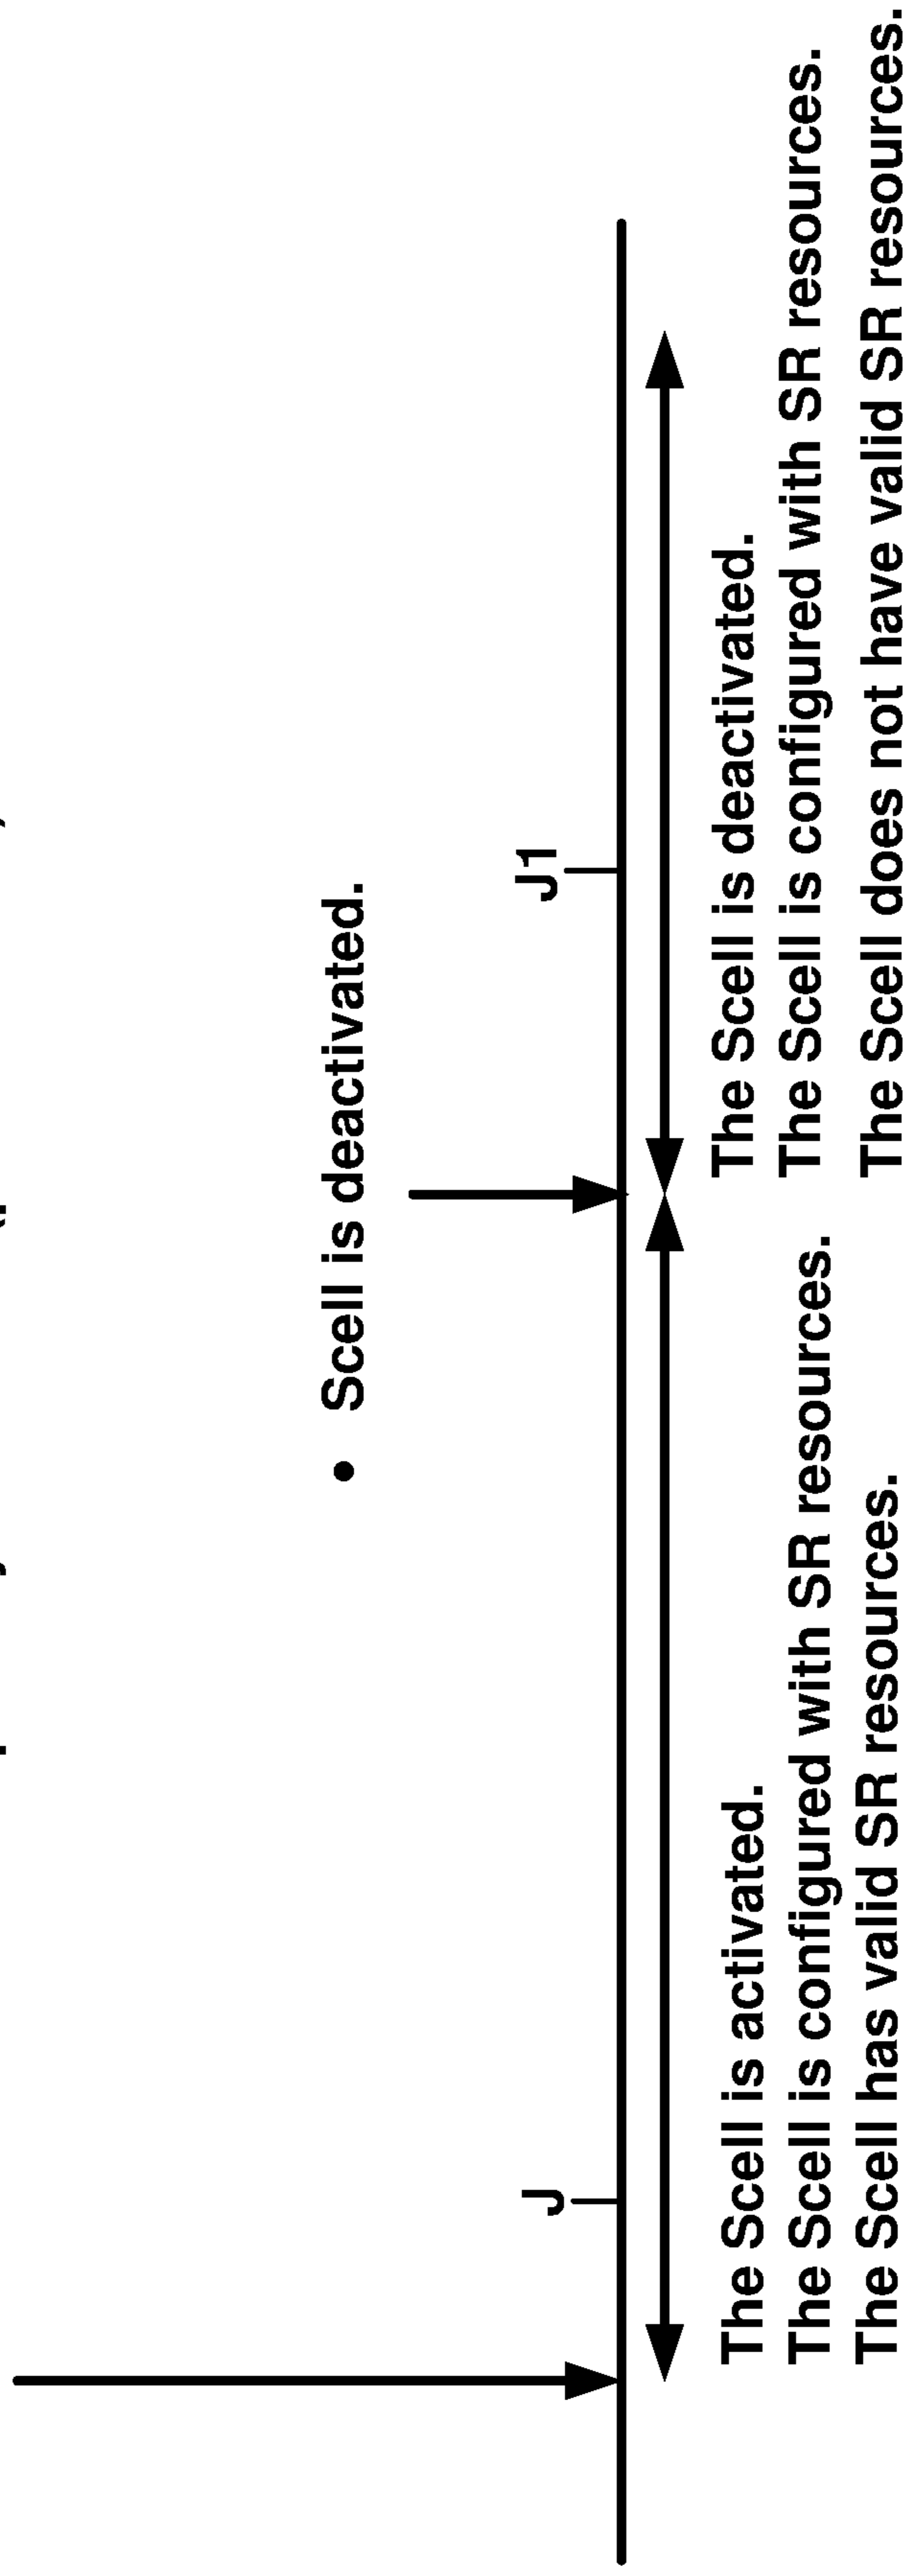 • Scell is deactivated.
J
J1
The Scell is activated.
The Scell is configured with SR resources.
The Scell has valid SR resources.
The Scell is deactivated.
The Scell is configured with SR resources.
The Scell does not have valid SR resources.